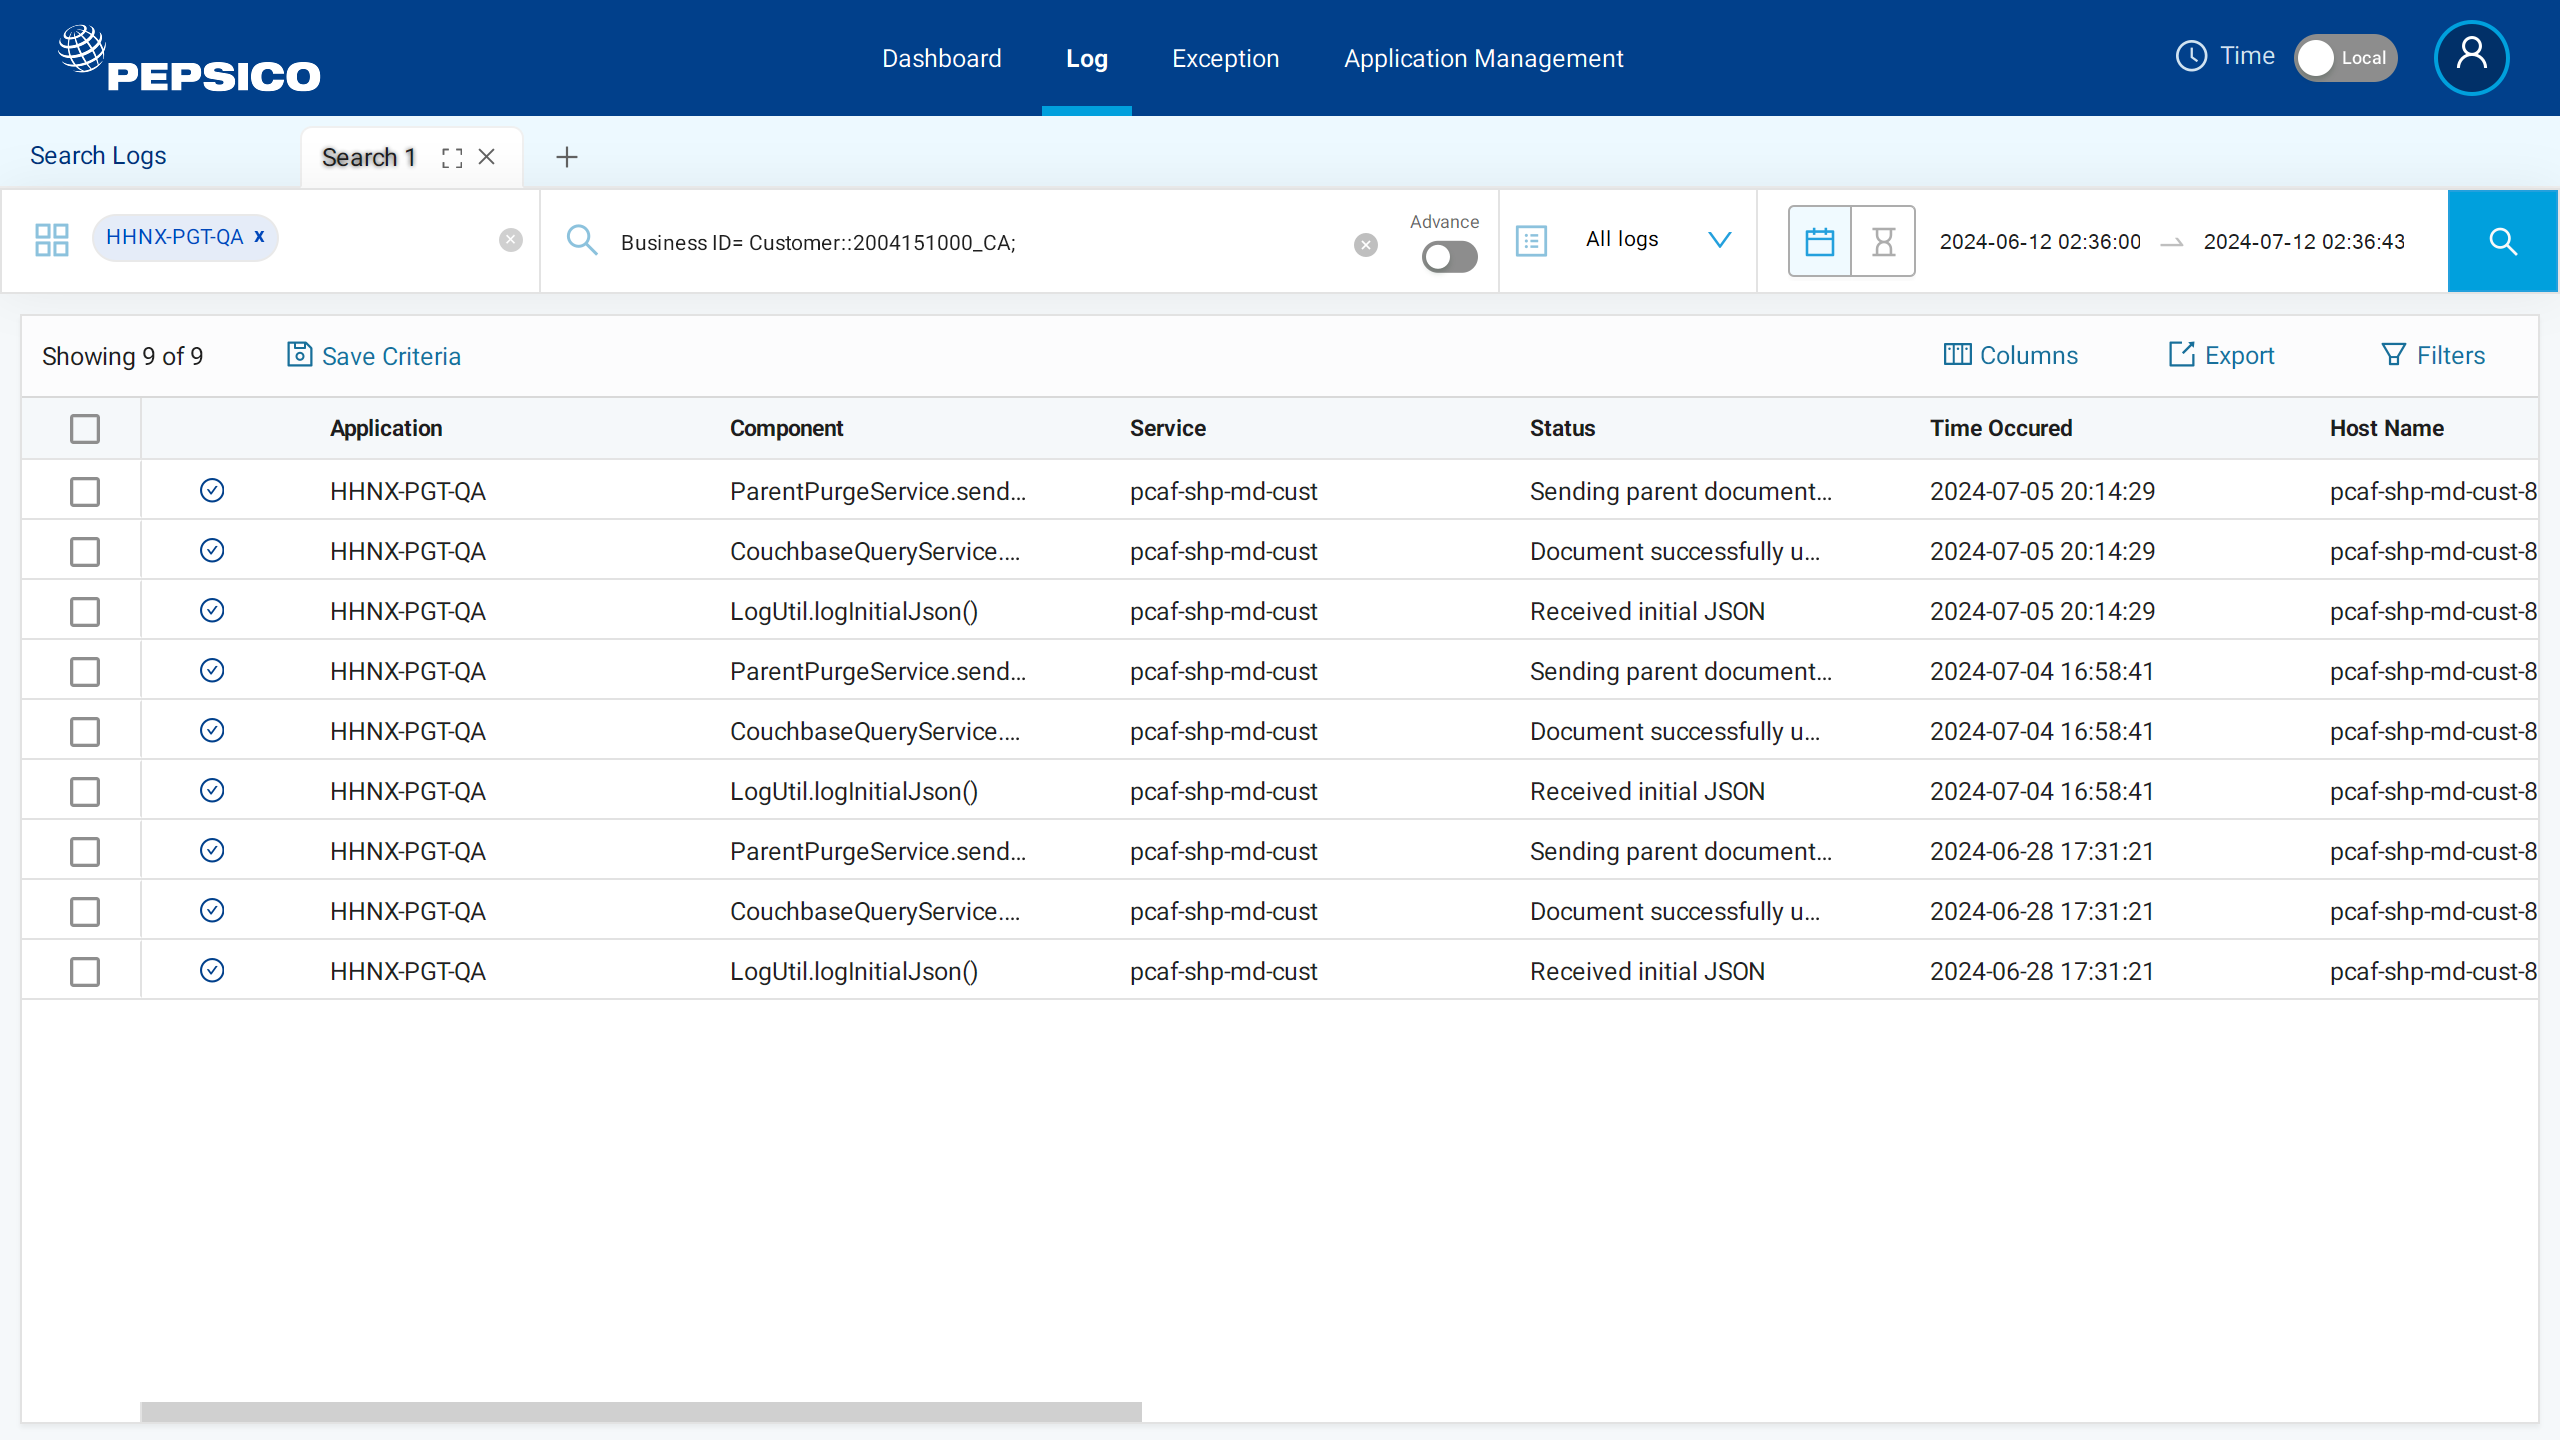 PEPSICO
Dashboard Log Exception Application Management
Time Local
Search Logs
Search 1
HHNX-PGT-QA x
Business ID= Customer::2004151000_CA;
Advance
All logs
2024-06-12 02:36:00 2024-07-12 02:36:43
Showing 9 of 9 Save Criteria Columns Export Filters
Application Component Service Status Time Occured Host Name
HHNX-PGT-QA ParentPurgeService.send... pcaf-shp-md-cust Sending parent document... 2024-07-05 20:14:29 pcaf-shp-md-cust-8
HHNX-PGT-QA CouchbaseQueryService.... pcaf-shp-md-cust Document successfully u... 2024-07-05 20:14:29 pcaf-shp-md-cust-8
HHNX-PGT-QA LogUtil.logInitialJson() pcaf-shp-md-cust Received initial JSON 2024-07-05 20:14:29 pcaf-shp-md-cust-8
HHNX-PGT-QA ParentPurgeService.send... pcaf-shp-md-cust Sending parent document... 2024-07-04 16:58:41 pcaf-shp-md-cust-8
HHNX-PGT-QA CouchbaseQueryService.... pcaf-shp-md-cust Document successfully u... 2024-07-04 16:58:41 pcaf-shp-md-cust-8
HHNX-PGT-QA LogUtil.logInitialJson() pcaf-shp-md-cust Received initial JSON 2024-07-04 16:58:41 pcaf-shp-md-cust-8
HHNX-PGT-QA ParentPurgeService.send... pcaf-shp-md-cust Sending parent document... 2024-06-28 17:31:21 pcaf-shp-md-cust-8
HHNX-PGT-QA CouchbaseQueryService.... pcaf-shp-md-cust Document successfully u... 2024-06-28 17:31:21 pcaf-shp-md-cust-8
HHNX-PGT-QA LogUtil.logInitialJson() pcaf-shp-md-cust Received initial JSON 2024-06-28 17:31:21 pcaf-shp-md-cust-8